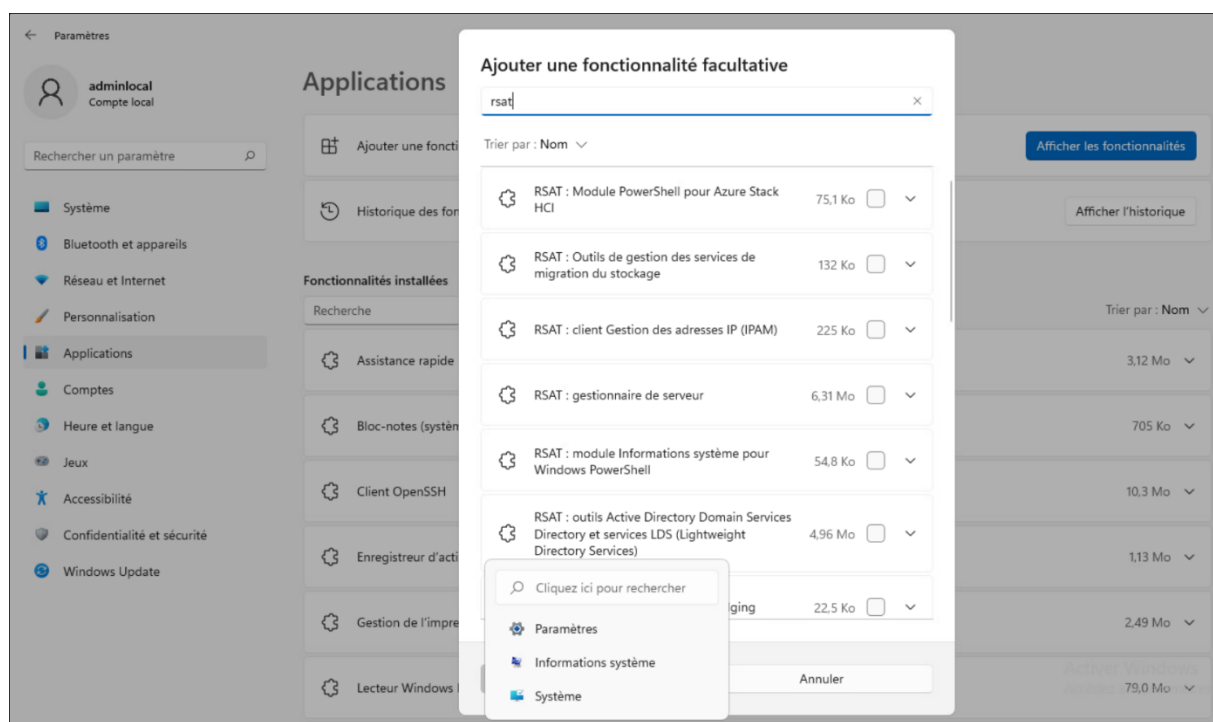 Paramètres
adminlocal
Compte local
Rechercher un paramètre
Système
Bluetooth et appareils
Réseau et Internet
Personnalisation
Applications
Comptes
Heure et langue
Jeux
Accessibilité
Confidentialité et sécurité
Windows Update
Applications
Ajouter une foncti
Afficher les fonctionnalités
Historique des fon
Afficher l'historique
Fonctionnalités installées
Recherche
Trier par : Nom
Assistance rapide
3,12 Mo
Bloc-notes (systèm
705 Ko
Client OpenSSH
10,3 Mo
Enregistreur d'acti
1,13 Mo
Gestion de l'impre
2,49 Mo
Lecteur Windows
79,0 Mo
Activer Windows
Ajouter une fonctionnalité facultative
rsat
Trier par : Nom
RSAT : Module PowerShell pour Azure Stack
HCI
75,1 Ko
RSAT : Outils de gestion des services de
migration du stockage
132 Ko
RSAT : client Gestion des adresses IP (IPAM)
225 Ko
RSAT : gestionnaire de serveur
6,31 Mo
RSAT : module Informations système pour
Windows PowerShell
54,8 Ko
RSAT : outils Active Directory Domain Services
Directory et services LDS (Lightweight
Directory Services)
4,96 Mo
ging
22,5 Ko
Annuler
Cliquez ici pour rechercher
Paramètres
Informations système
Système